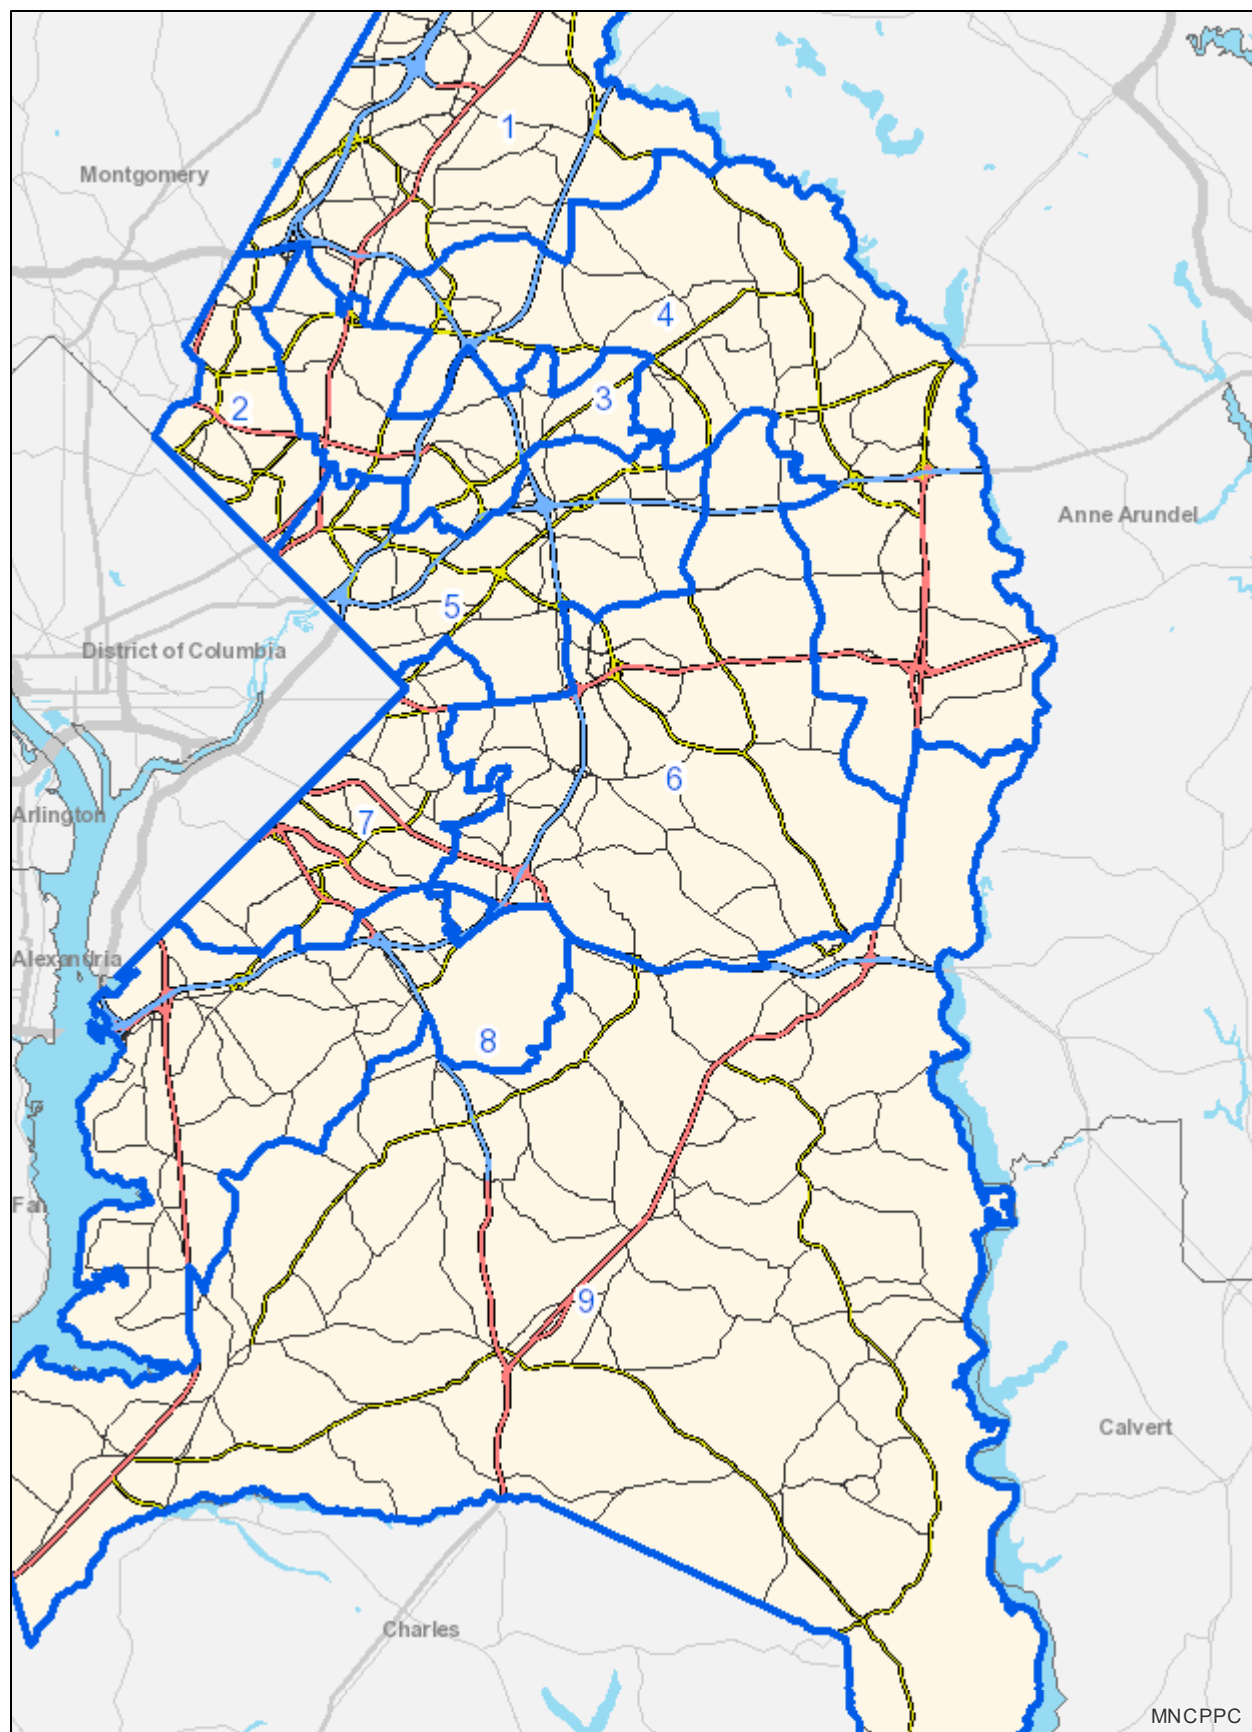 1
Montgomery
4
3
2
Anne Arundel
5
District of Columbia
6
Arlington
7
Alexandria
8
Fai
9
Calvert
Charles
MNCPPC